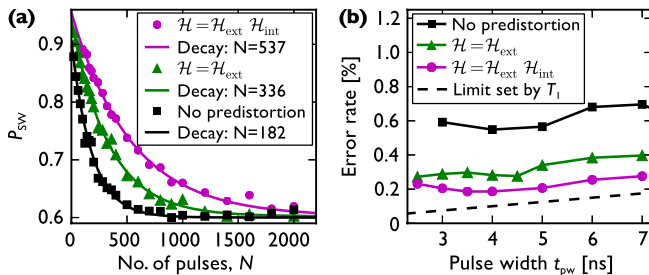 (a)
0.9
0.8
0.7
0.6
P_SW
0 500 1000 1500 2000
No. of pulses, N
ℋ=ℋ_ext ℋ_int
Decay: N=537
ℋ=ℋ_ext
Decay: N=336
No predistortion
Decay: N=182
(b)
1.2
1.0
0.8
0.6
0.4
0.2
0
Error rate [%]
3 4 5 6 7
Pulse width t_pw [ns]
No predistortion
ℋ=ℋ_ext
ℋ=ℋ_ext ℋ_int
Limit set by T_1